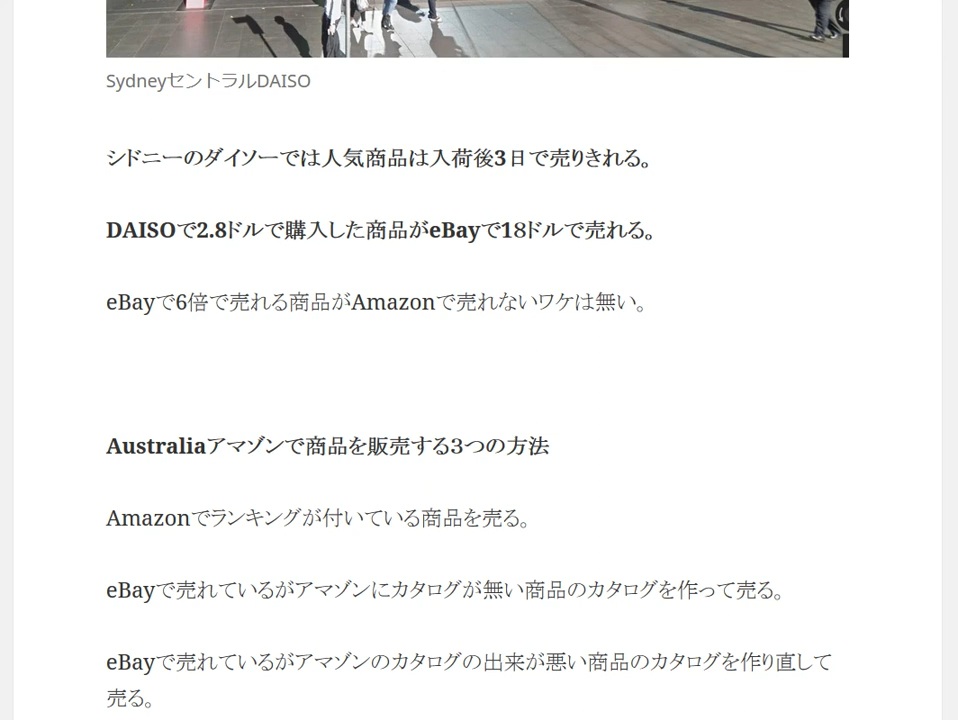 SydneyセントラルDAISO
シドニーのダイソーでは人気商品は入荷後3日で売りきれる。
DAISOで2.8ドルで購入した商品がeBayで1８ドルで売れる。
eBayで6倍で売れる商品がAmazonで売れないワケは無い。
Australiaアマゾンで商品を販売する３つの方法
Amazonでランキングが付いている商品を売る。
eBayで売れているがアマゾンにカタログが無い商品のカタログを作って売る。
eBayで売れているがアマゾンのカタログの出来が悪い商品のカタログを作り直して
売る。